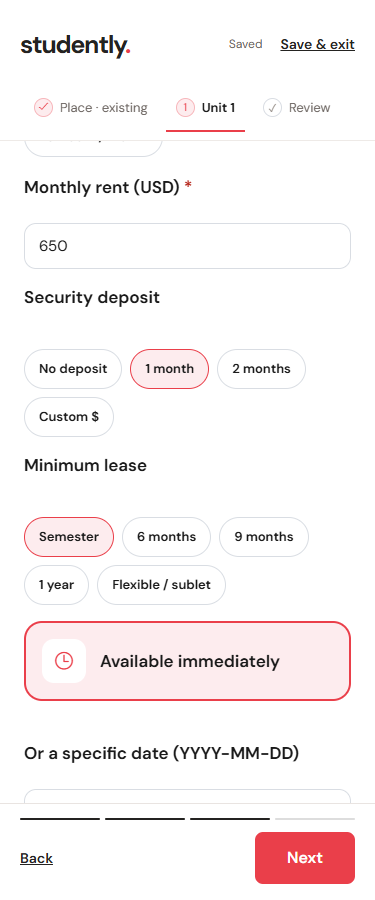 studently.
Saved Save & exit
Place · existing 1 Unit 1 Review
Monthly rent (USD) *
650
Security deposit
No deposit 1 month 2 months
Custom $
Minimum lease
Semester 6 months 9 months
1 year Flexible / sublet
Available immediately
Or a specific date (YYYY-MM-DD)
Back Next